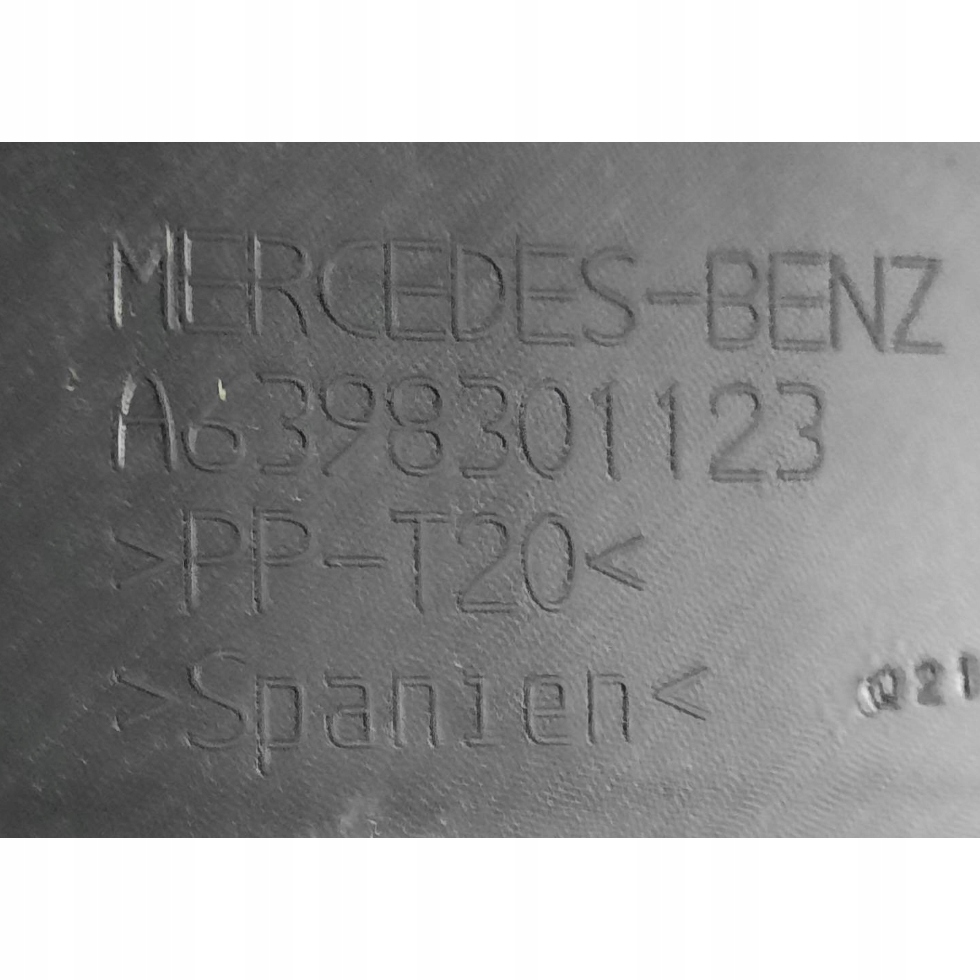 MERCEDES-BENZ
A6398301123
>PP-T20<
>Spanien<